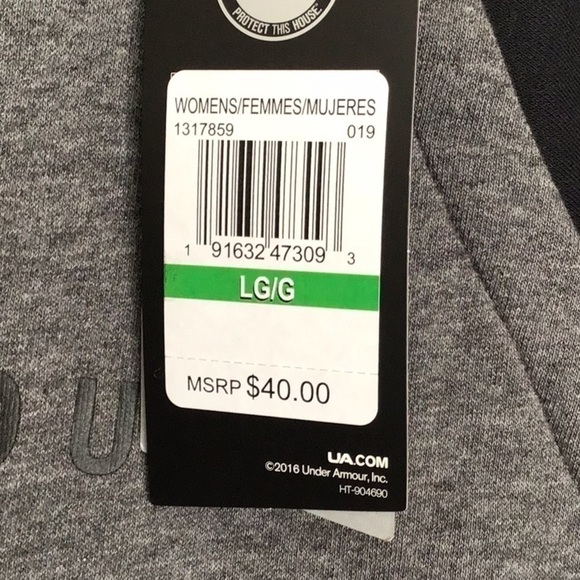 PROTECT THIS HOUSE
WOMENS/FEMMES/MUJERES
1317859 019
1 91632 47309 3
LG/G
MSRP $40.00
UA.COM
©2016 Under Armour, Inc.
HT-904690
U